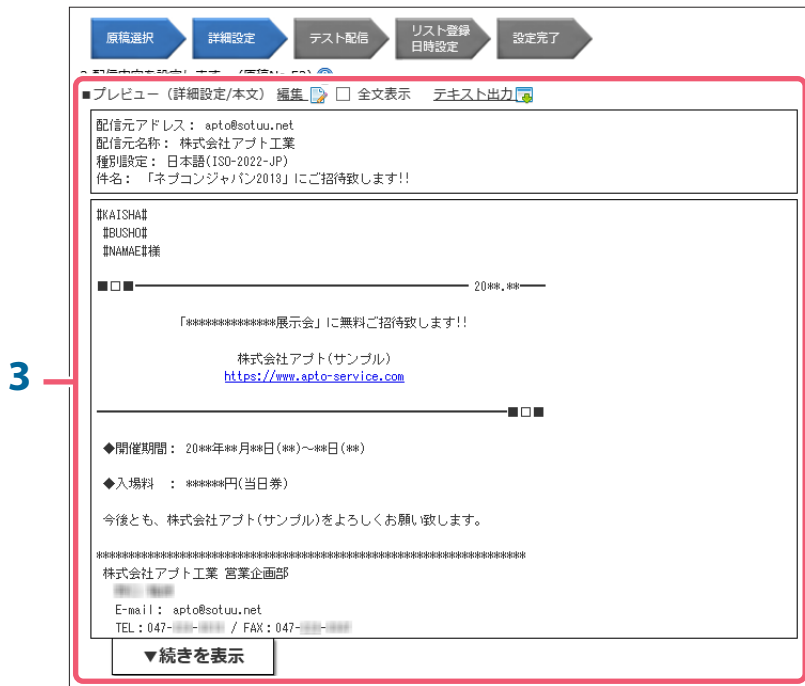 原稿選択
詳細設定
テスト配信
リスト登録
日時設定
設定完了
■プレビュー (詳細設定/本文) 編集 □ 全文表示 テキスト出力
配信元アドレス: apto@sotuu.net
配信元名称: 株式会社アプト工業
種別設定: 日本語(ISO-2022-JP)
件名: 「ネプコンジャパン2013」にご招待致します!!
#KAISHA#
#BUSHO#
#NAMAE#様
■□■━━━━━━━━━━━━━━━━━━━━━━━━━━ 20**.**━━
「**************展示会」に無料ご招待致します!!
株式会社アプト(サンプル)
https://www.apto-service.com
━━━━━━━━━━━━━━━━━━━━━━━━━━━━━━━━■□■
◆開催期間: 20**年**月**日(**)～**日(**)
◆入場料 : ******円(当日券)
今後とも、株式会社アプト(サンプル)をよろしくお願い致します。
**********************************************************************
株式会社アプト工業 営業企画部
E-mail: apto@sotuu.net
TEL:047- - / FAX:047- -
▼続きを表示
3